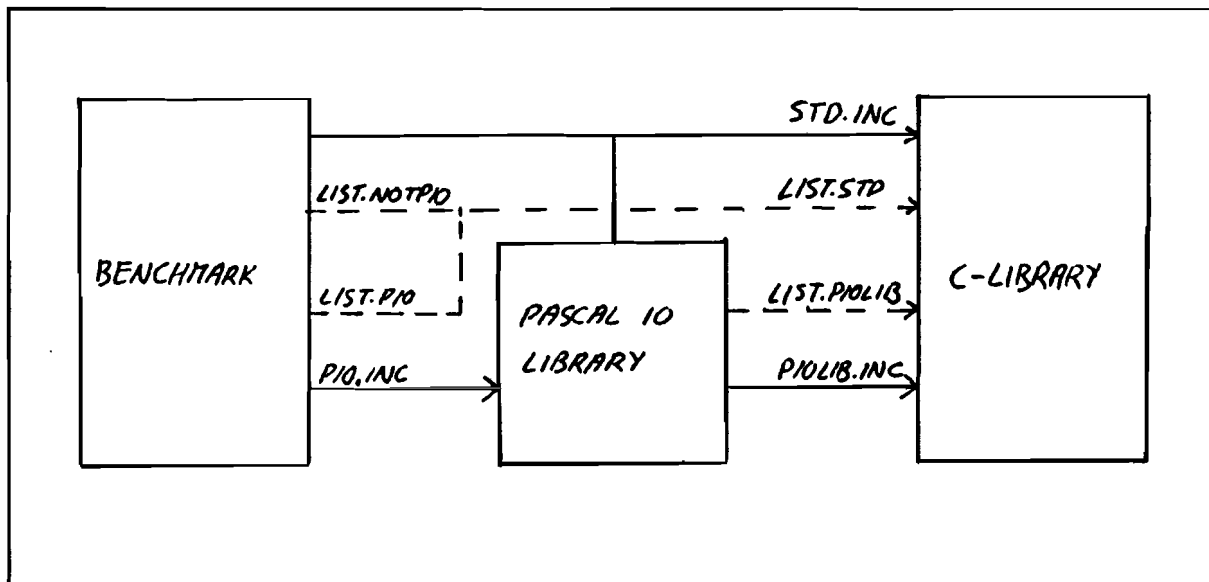 STD.INC
LIST.NOTPIO
LIST.STD
BENCHMARK
C-LIBRARY
LIST.PIO
LIST.PIOLIB
PASCAL IO
LIBRARY
PIO.INC
PIOLIB.INC